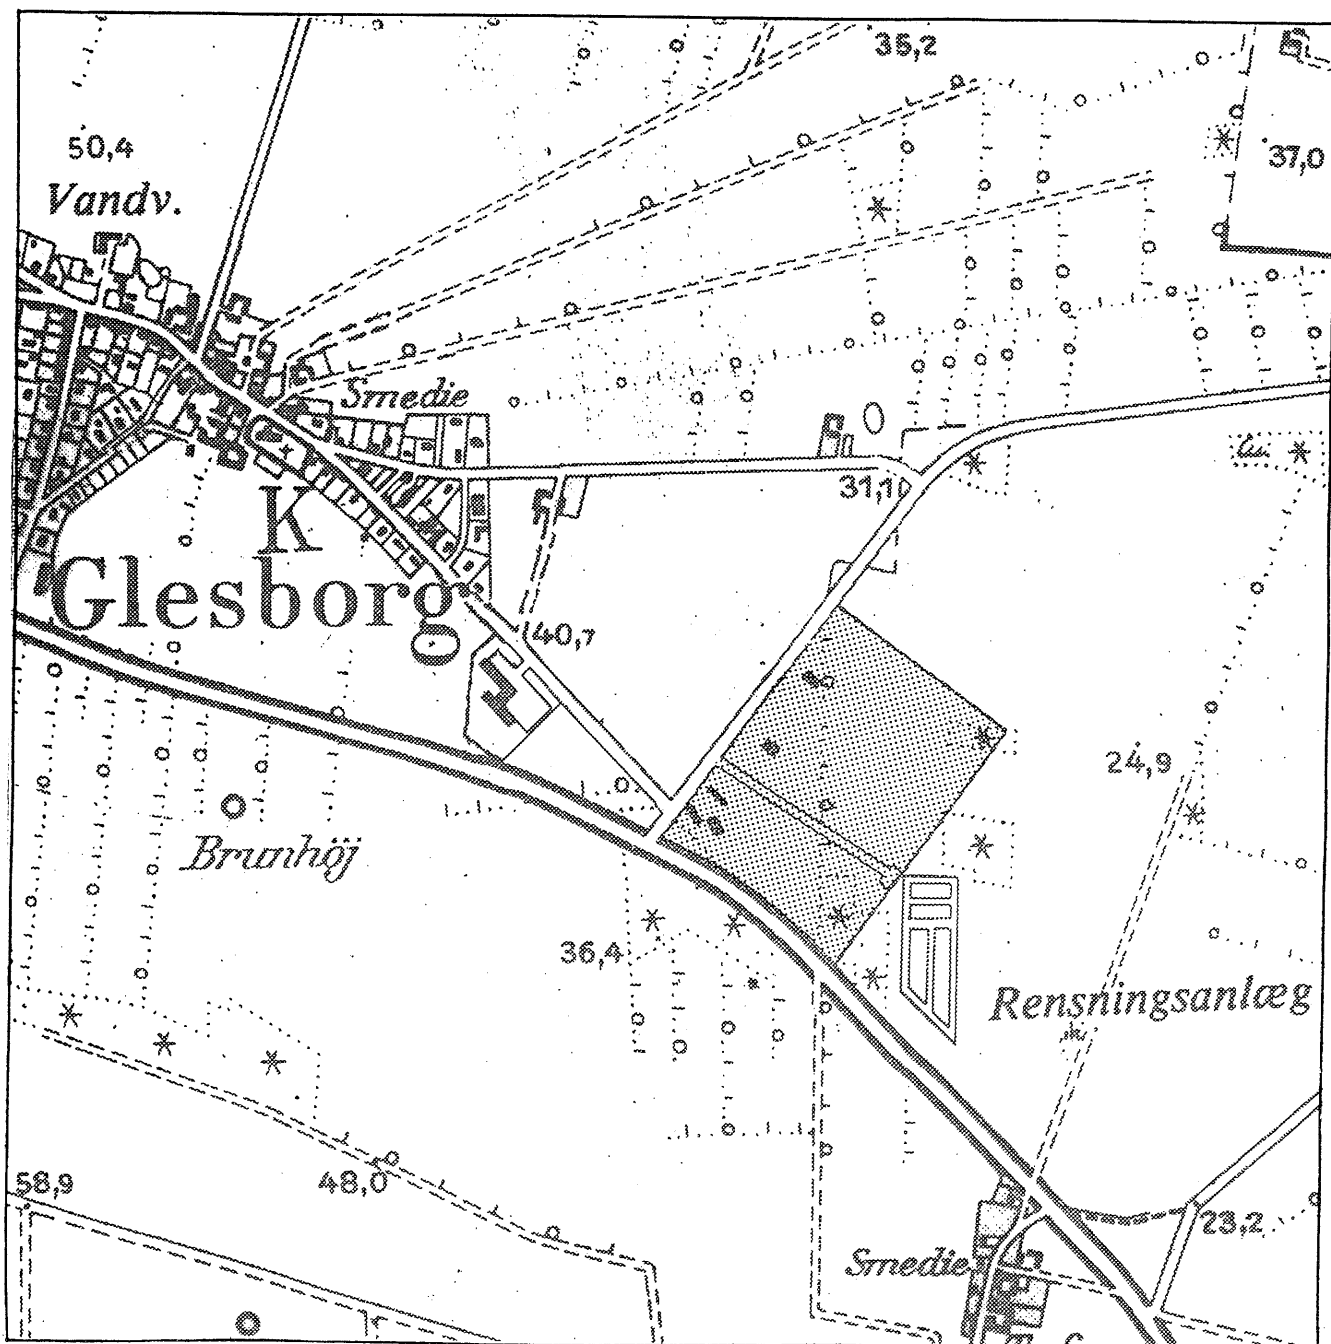 35,2
50,4
37,0
Vandv.
Smedie
31,10
K
Glesborg
40,7
24,9
Brunhöj
36,4
Rensningsanlæg
58,9
48,0
23,2
Smedie